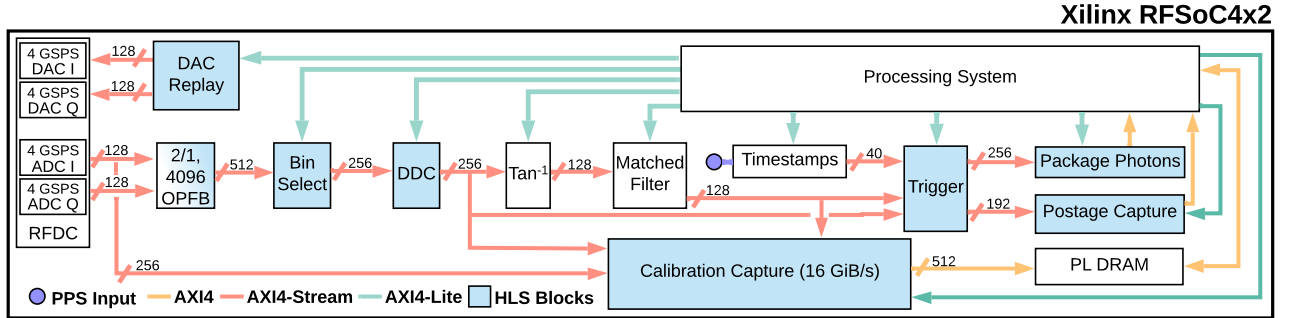 Xilinx RFSoC4x2
4 GSPS
DAC I
128
4 GSPS
DAC Q
128
DAC
Replay
Processing System
4 GSPS
ADC I
128
4 GSPS
ADC Q
128
RFDC
2/1,
4096
OPFB
512
Bin
Select
256
DDC
256
Tan-1
128
Matched
Filter
128
Timestamps
40
Trigger
256
Package Photons
192
Postage Capture
256
Calibration Capture (16 GiB/s)
512
PL DRAM
PPS Input
AXI4
AXI4-Stream
AXI4-Lite
HLS Blocks